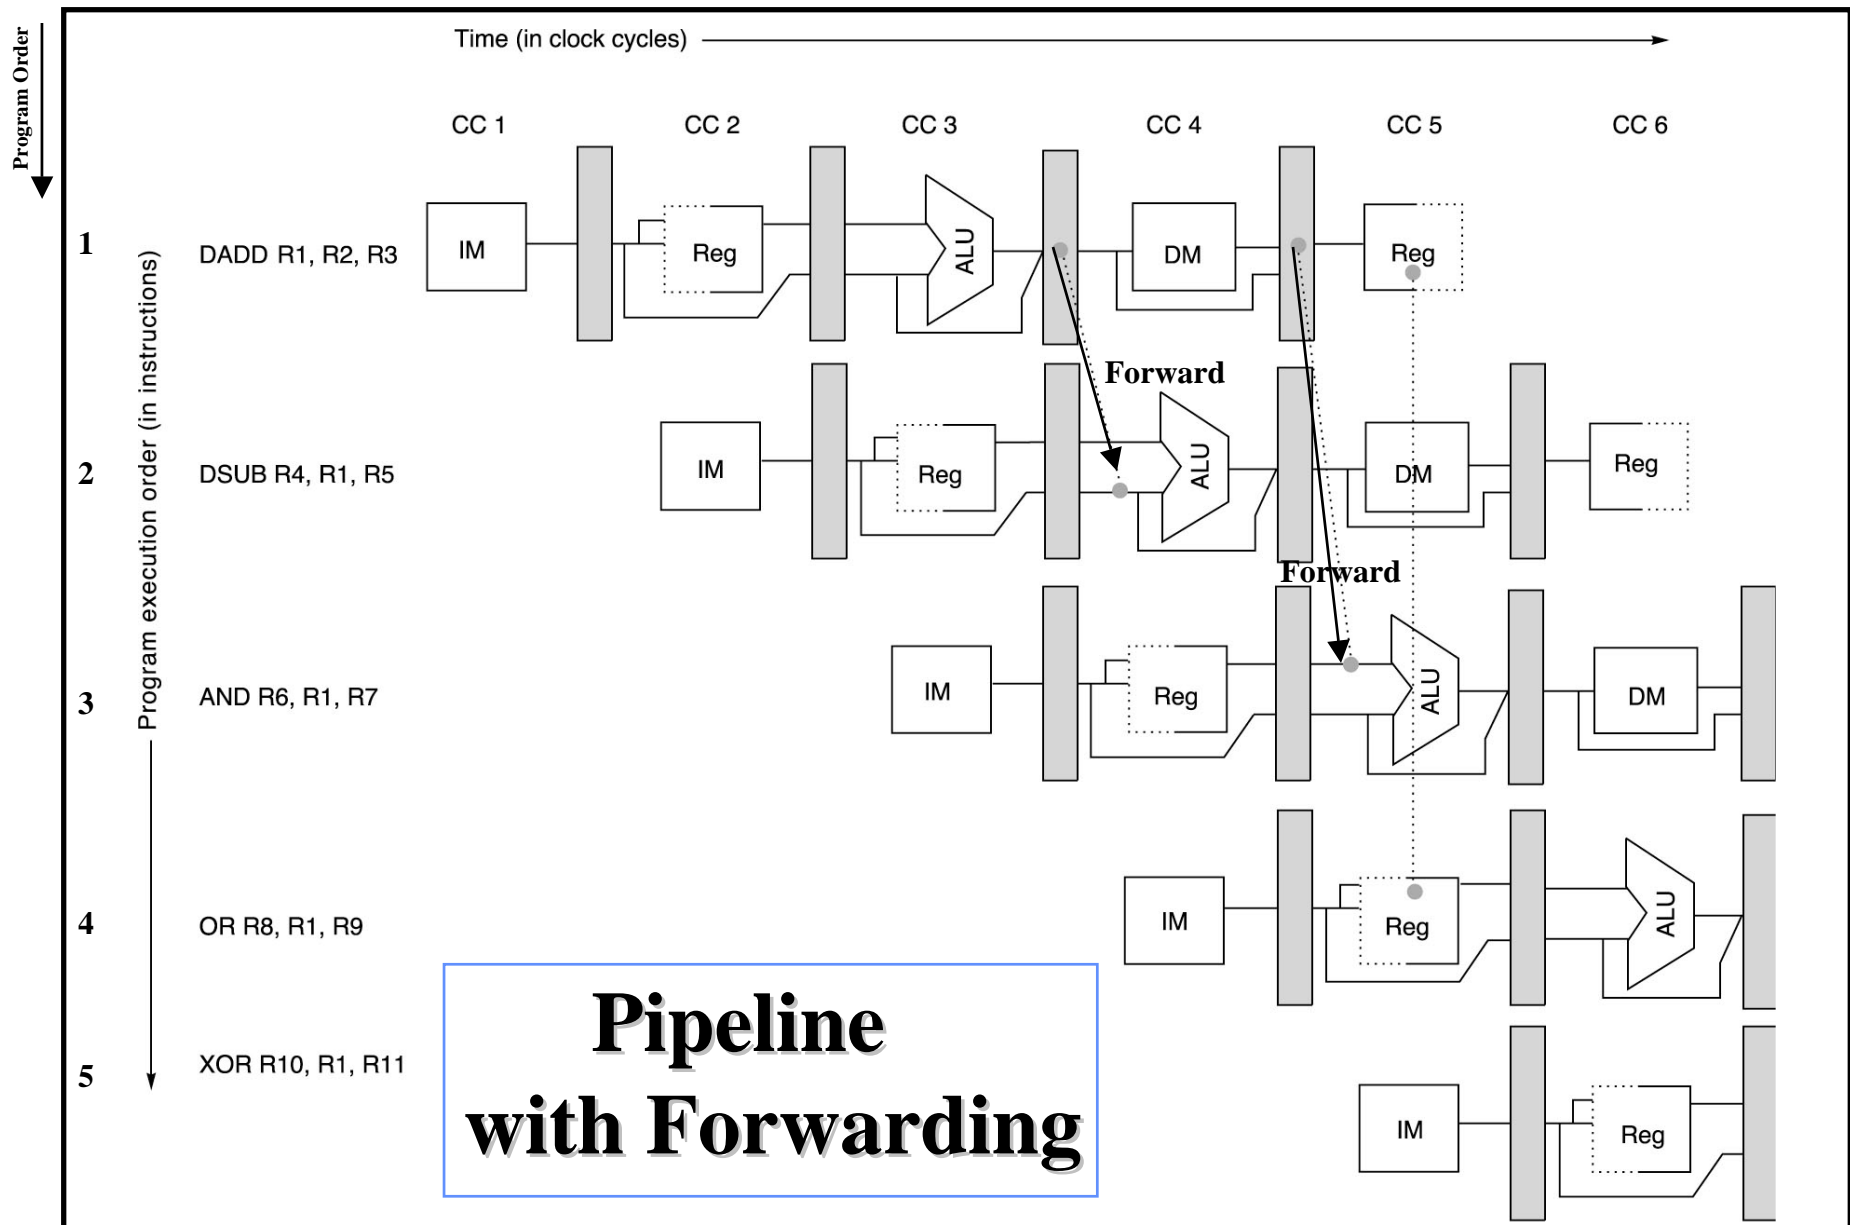 Program Order
Time (in clock cycles)
CC 1 CC 2 CC 3 CC 4 CC 5 CC 6
Program execution order (in instructions)
1 DADD R1, R2, R3 IM Reg ALU DM Reg
Forward
2 DSUB R4, R1, R5 IM Reg ALU DM Reg
Forward
3 AND R6, R1, R7 IM Reg ALU DM
4 OR R8, R1, R9 IM Reg ALU
5 XOR R10, R1, R11 IM Reg
Pipeline
with Forwarding